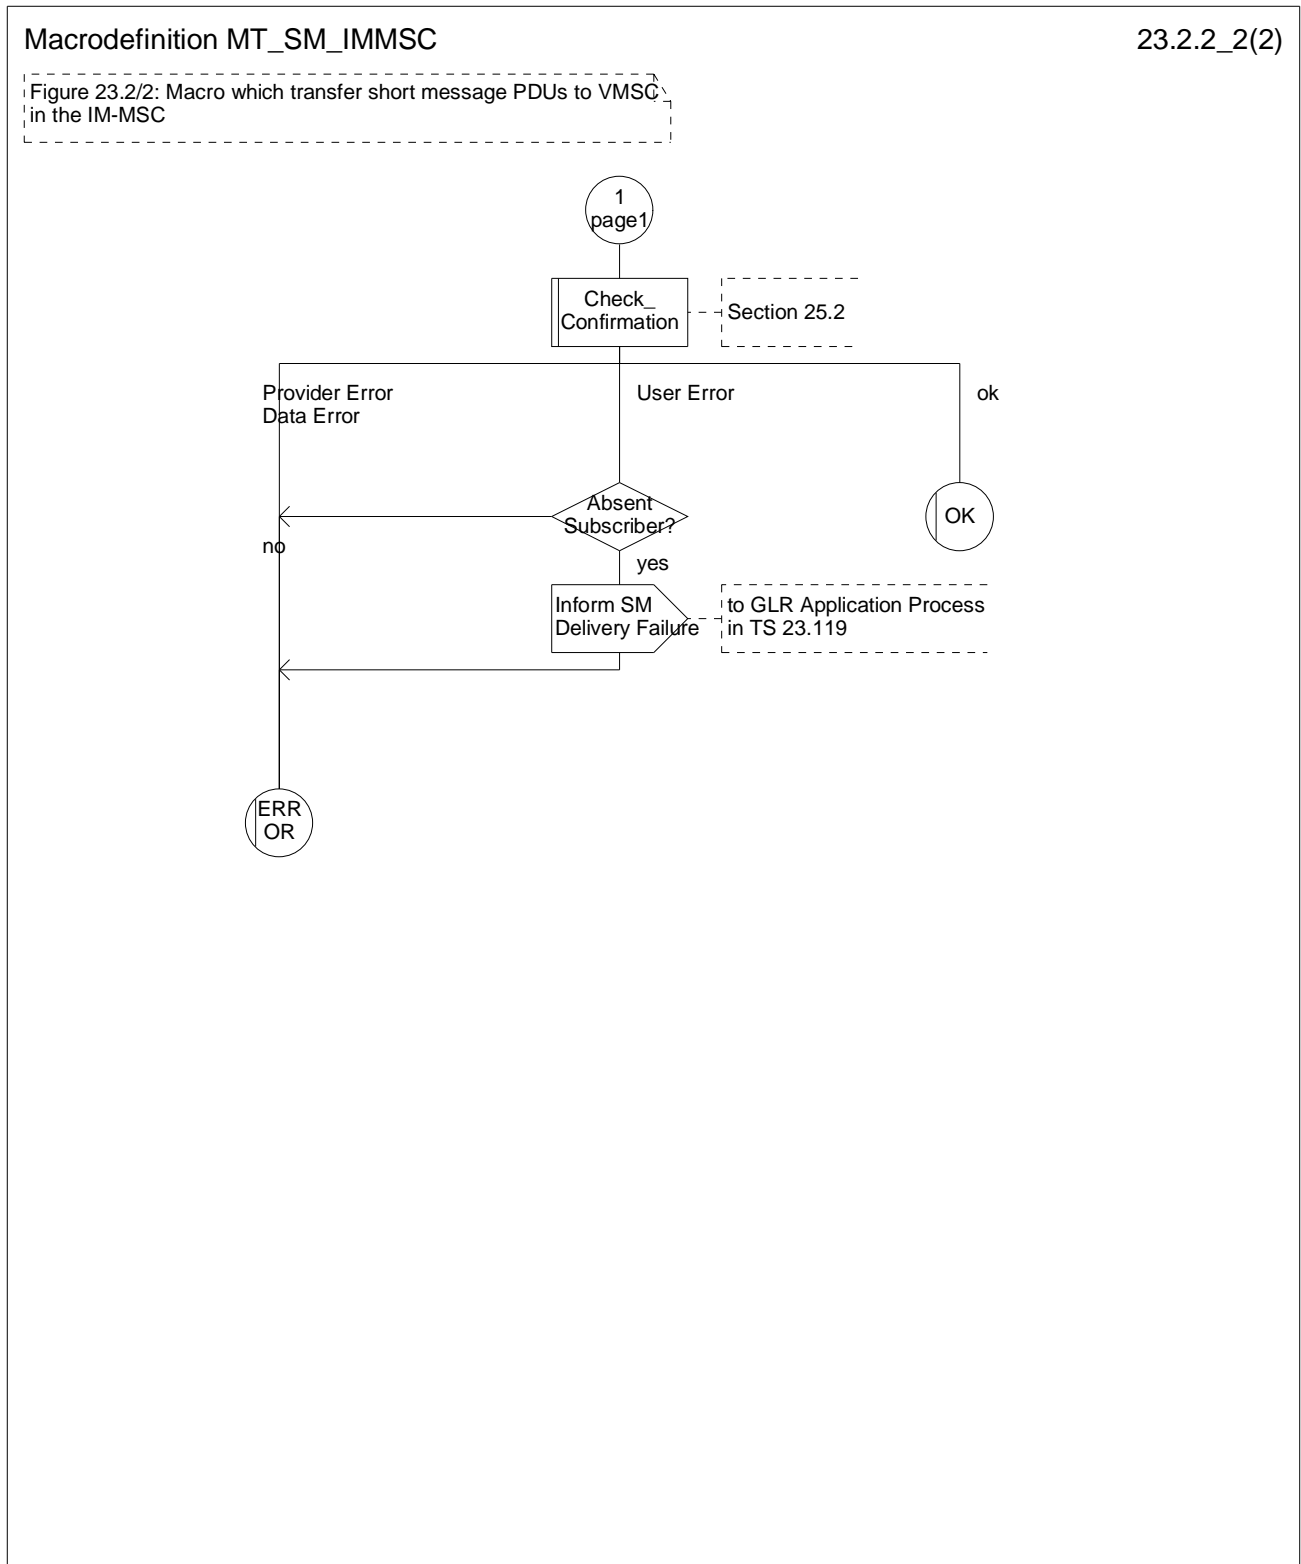 Macrodefinition MT_SM_IMMSC
23.2.2_2(2)
Figure 23.2/2: Macro which transfer short message PDUs to VMSC
in the IM-MSC
1
page1
Check_
Confirmation
Section 25.2
Provider Error
Data Error
User Error
ok
Absent
Subscriber?
OK
no
yes
Inform SM
Delivery Failure
to GLR Application Process
in TS 23.119
ERR
OR